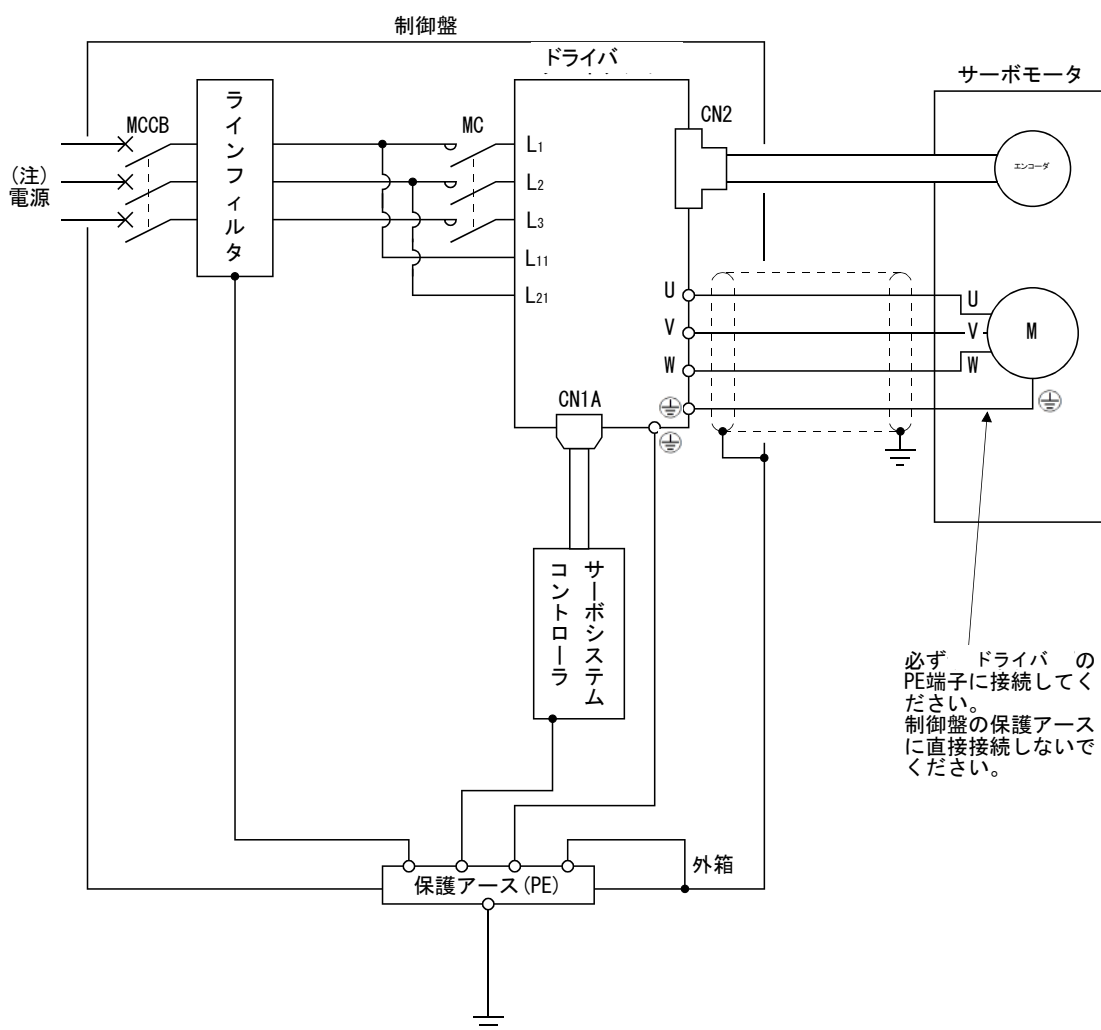 制御盤
ドライバ
サーボモータ
ラインフィルタ
MCCB
MC
CN2
(注)
電源
L1
L2
L3
L11
L21
エンコーダ
U
V
W
U
V
W
M
CN1A
サーボシステム
コントローラ
必ず ドライバ の
PE端子に接続してく
ださい。
制御盤の保護アース
に直接接続しないで
ください。
外箱
保護アース(PE)